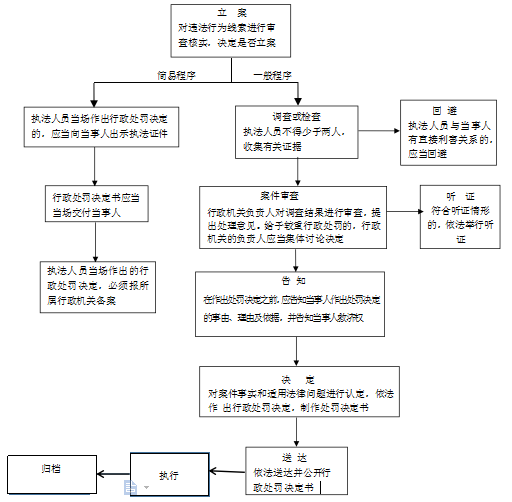 立 案
对违法行为线索进行审
查核实，决定是否立案
简易程序
一般程序
执法人员当场作出行政处罚决定
的，应当向当事人出示执法证件
调查或检查
执法人员不得少于两人，
收集有关证据
回 避
执法人员与当事人
有直接利害关系的，
应当回避
行政处罚决定书应当
当场交付当事人
案件审查
行政机关负责人对调查结果进行审查，提
出处理意见。给予较重行政处罚的，行政
机关的负责人应当集体讨论决定
听 证
符合听证情形
的，依法举行听
证
执法人员当场作出的行
政处罚决定，必须报所
属行政机关备案
告 知
在作出处罚决定之前，应告知当事人作出处罚决定
的事由、理由及依据，并告知当事人救济权
决 定
对案件事实和适用法律问题进行认定，依法
作 出行政处罚决定，制作处罚决定书
送 达
依法送达并公开行
政处罚决定书
执行
归档